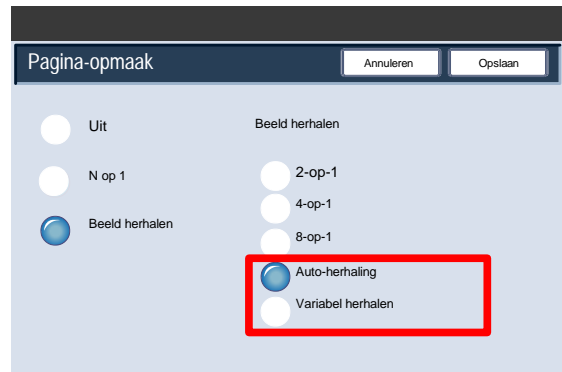 Pagina-opmaak
Annuleren
Opslaan
Uit
N op 1
Beeld herhalen
Beeld herhalen
2-op-1
4-op-1
8-op-1
Auto-herhaling
Variabel herhalen